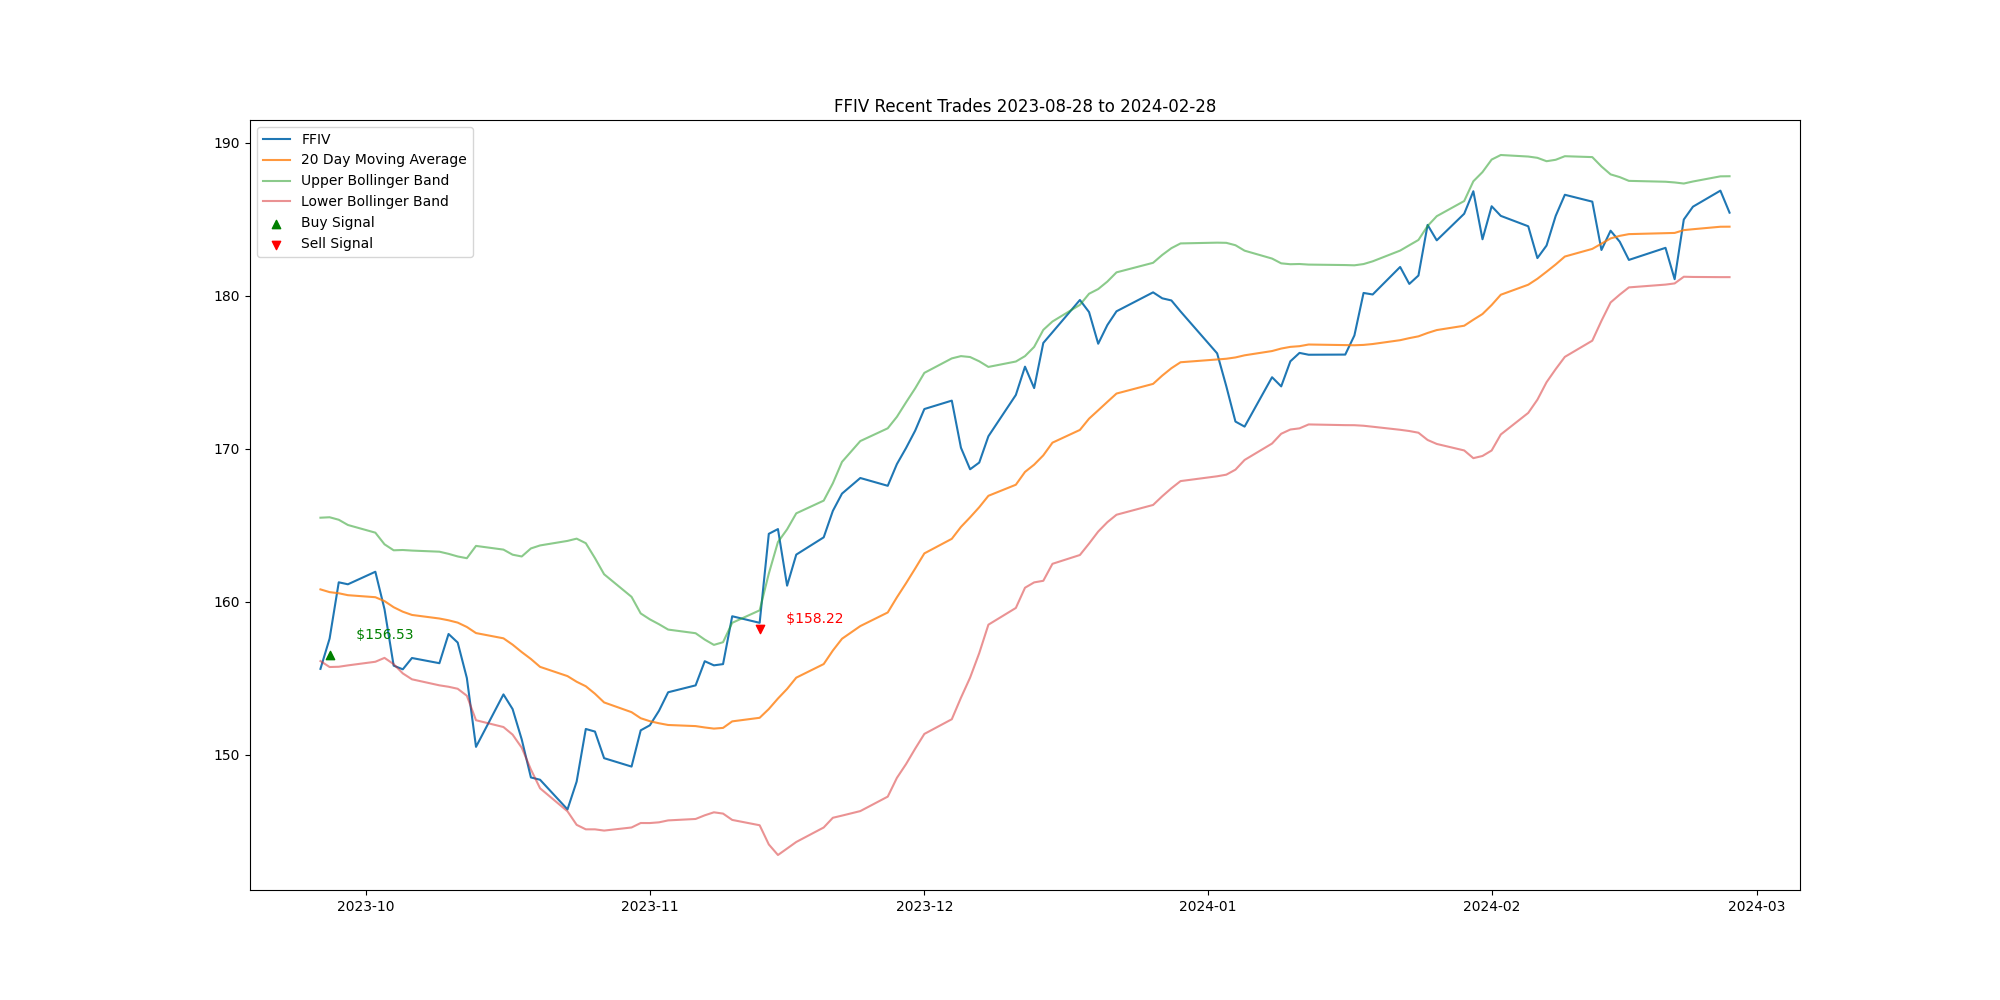 FFIV Recent Trades 2023-08-28 to 2024-02-28
FFIV
20 Day Moving Average
Upper Bollinger Band
Lower Bollinger Band
Buy Signal
Sell Signal
190
180
170
160
150
$156.53
$158.22
2023-10
2023-11
2023-12
2024-01
2024-02
2024-03